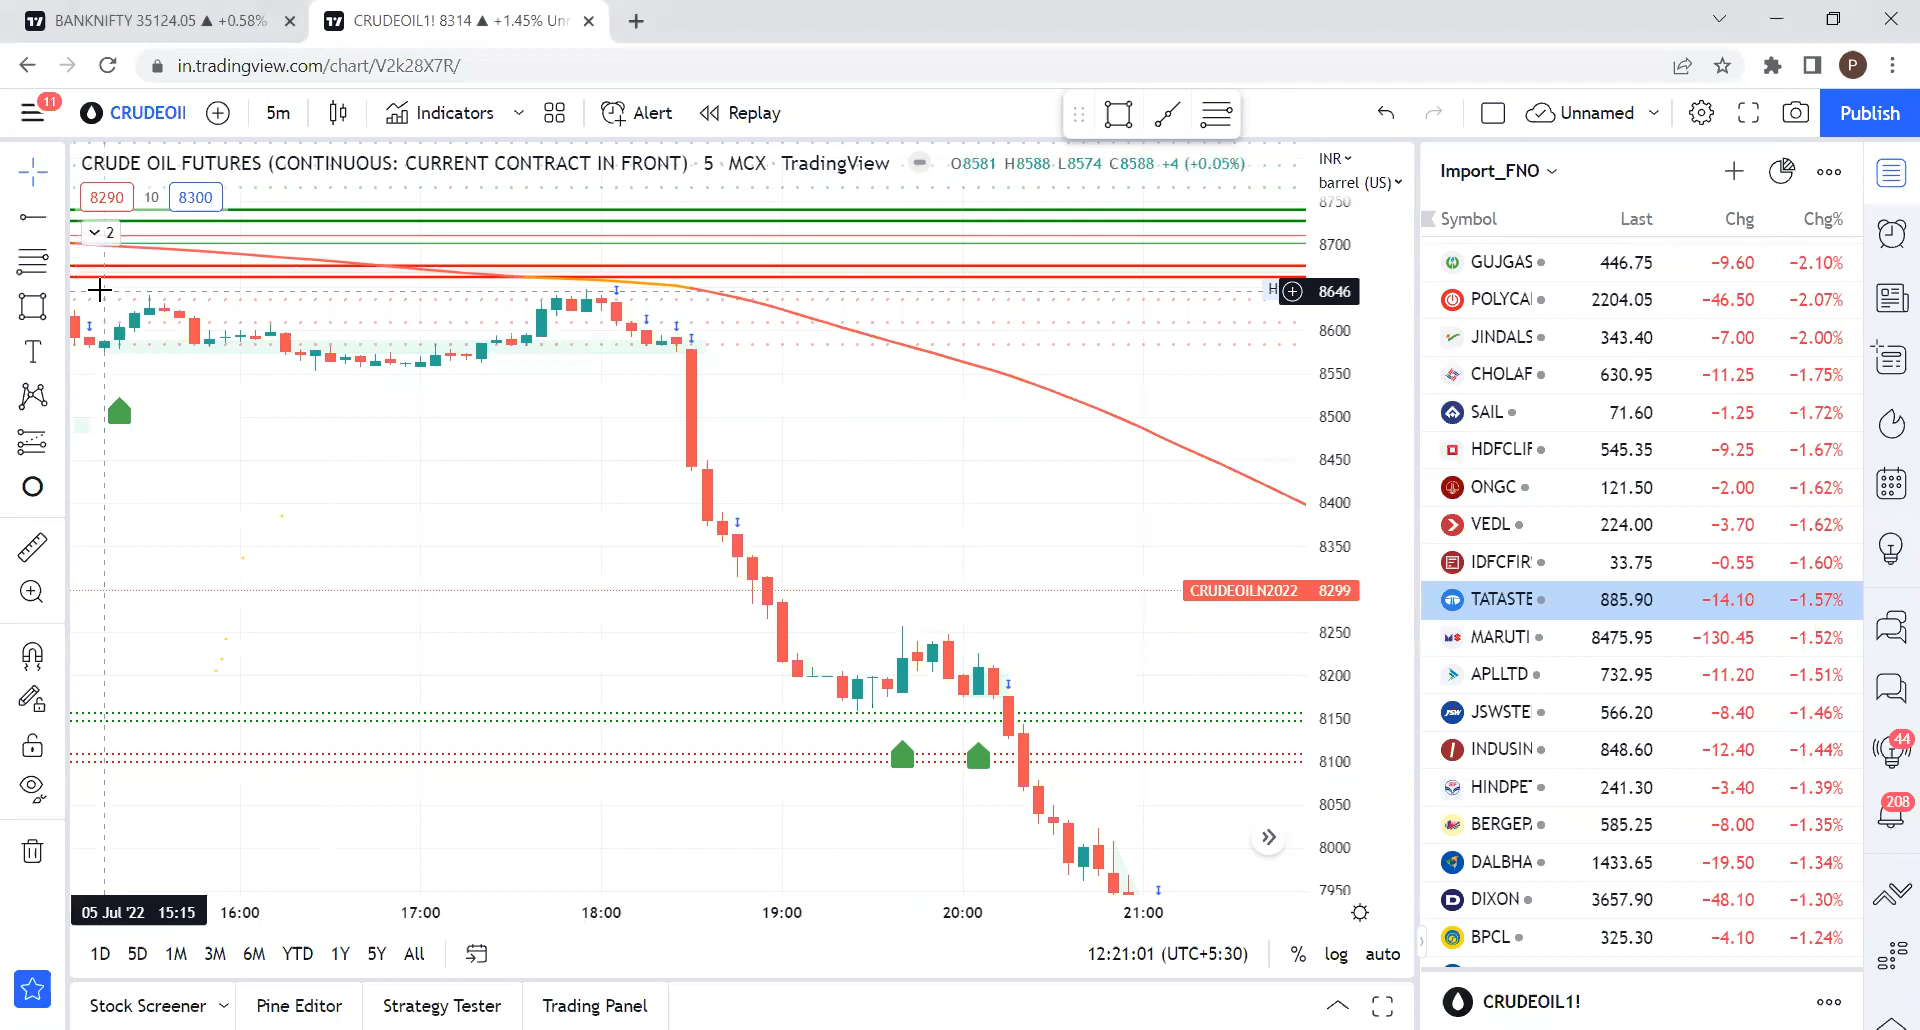 BANKNIFTY 35124.05 ▲ +0.58%
CRUDEOIL1! 8314 ▲ +1.45% Unn
in.tradingview.com/chart/V2k28X7R/
P
11
CRUDEOIL
5m
Indicators
Alert
Replay
Unnamed
Publish
CRUDE OIL FUTURES (CONTINUOUS: CURRENT CONTRACT IN FRONT) · 5 · MCX · TradingView
O8581 H8588 L8574 C8588 +4 (+0.05%)
INR
barrel (US)
8290 10 8300
2
8750
8700
H 8646
8600
8550
8500
8450
8400
8350
CRUDEOILN2022 8299
8250
8200
8150
8100
8050
8000
7950
05 Jul '22 15:15 16:00 17:00 18:00 19:00 20:00 21:00
1D 5D 1M 3M 6M YTD 1Y 5Y All
12:21:01 (UTC+5:30) % log auto
Stock Screener
Pine Editor
Strategy Tester
Trading Panel
Import_FNO
Symbol Last Chg Chg%
GUJGAS 446.75 −9.60 −2.10%
POLYCA 2204.05 −46.50 −2.07%
JINDALS 343.40 −7.00 −2.00%
CHOLAF 630.95 −11.25 −1.75%
SAIL 71.60 −1.25 −1.72%
HDFCLIF 545.35 −9.25 −1.67%
ONGC 121.50 −2.00 −1.62%
VEDL 224.00 −3.70 −1.62%
IDFCFIR 33.75 −0.55 −1.60%
TATASTE 885.90 −14.10 −1.57%
MARUTI 8475.95 −130.45 −1.52%
APLLTD 732.95 −11.20 −1.51%
JSW JSWSTE 566.20 −8.40 −1.46%
INDUSIN 848.60 −12.40 −1.44%
HINDPE 241.30 −3.40 −1.39%
BERGEP 585.25 −8.00 −1.35%
DALBHA 1433.65 −19.50 −1.34%
DIXON 3657.90 −48.10 −1.30%
BPCL 325.30 −4.10 −1.24%
CRUDEOIL1!
44
208